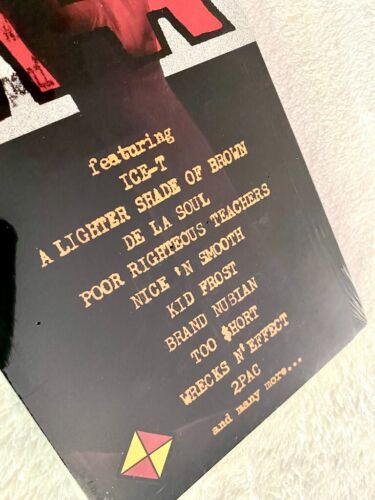 featuring
ICE-T
A LIGHTER SHADE OF BROWN
DE LA SOUL
POOR RIGHTEOUS TEACHERS
NICE 'N SMOOTH
KID FROST
BRAND NUBIAN
TOO $HORT
WRECKS N' EFFECT
2PAC
and many more...